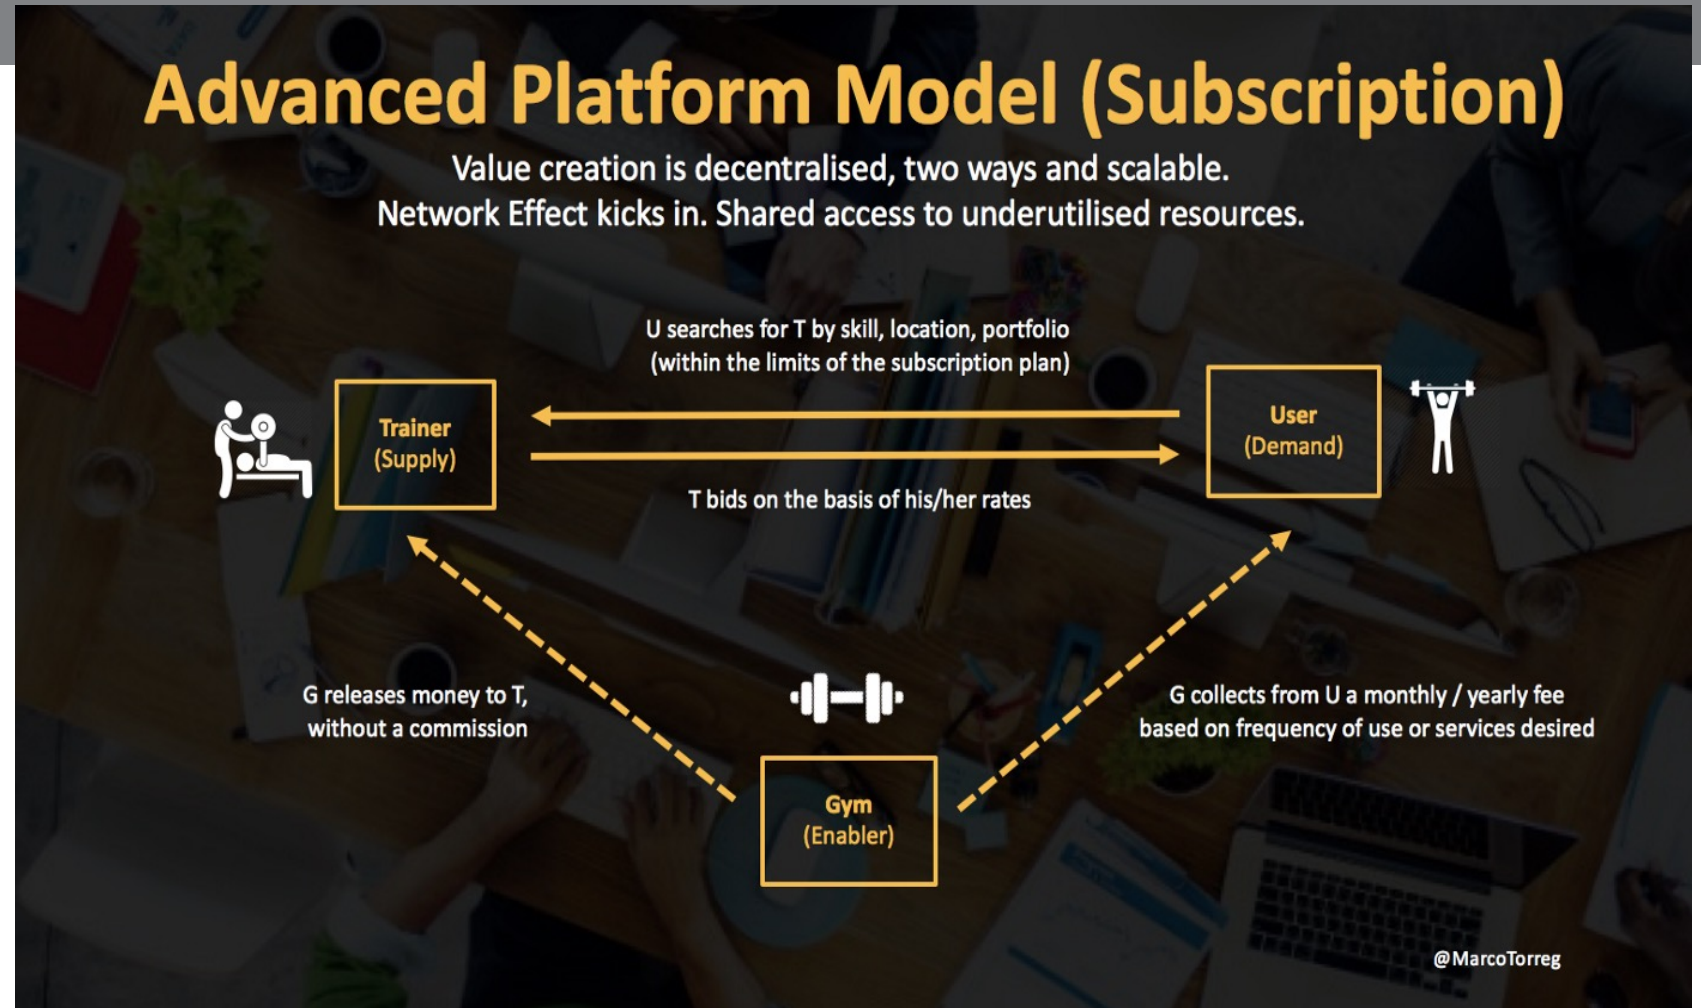 Advanced Platform Model (Subscription)
Value creation is decentralised, two ways and scalable.
Network Effect kicks in. Shared access to underutilised resources.
U searches for T by skill, location, portfolio
(within the limits of the subscription plan)
Trainer
(Supply)
User
(Demand)
T bids on the basis of his/her rates
G releases money to T,
without a commission
G collects from U a monthly / yearly fee
based on frequency of use or services desired
Gym
(Enabler)
@MarcoTorreg